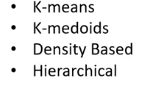 • K-means
• K-medoids
• Density Based
• Hierarchical